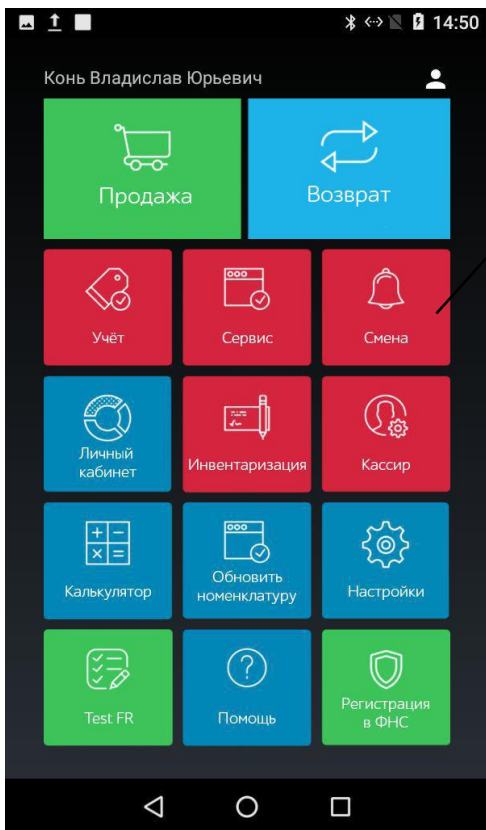 14:50
Конь Владислав Юрьевич
Продажа
Возврат
Учёт
Сервис
Смена
Личный
кабинет
Инвентаризация
Кассир
Калькулятор
Обновить
номенклатуру
Настройки
Test FR
Помощь
Регистрация
в ФНС